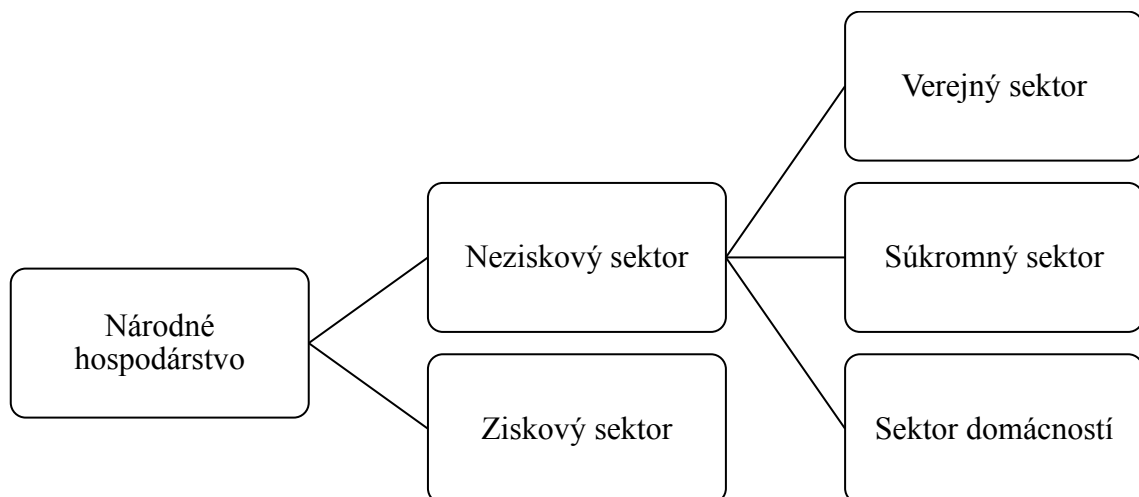 Národné
hospodárstvo
Neziskový sektor
Ziskový sektor
Verejný sektor
Súkromný sektor
Sektor domácností